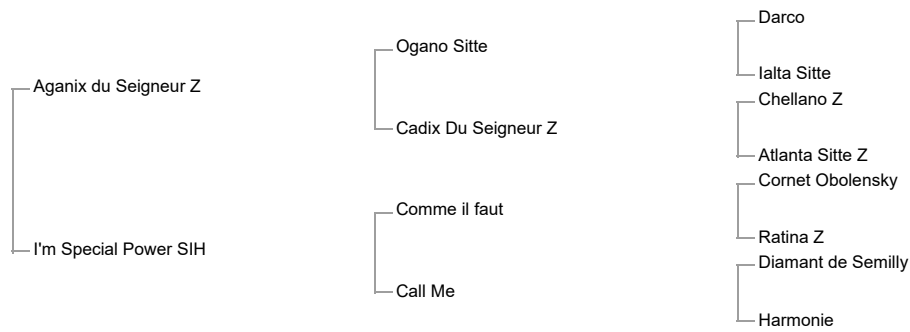 Darco
Ogano Sitte
Ialta Sitte
Aganix du Seigneur Z
Chellano Z
Cadix Du Seigneur Z
Atlanta Sitte Z
Cornet Obolensky
Comme il faut
Ratina Z
I'm Special Power SIH
Diamant de Semilly
Call Me
Harmonie